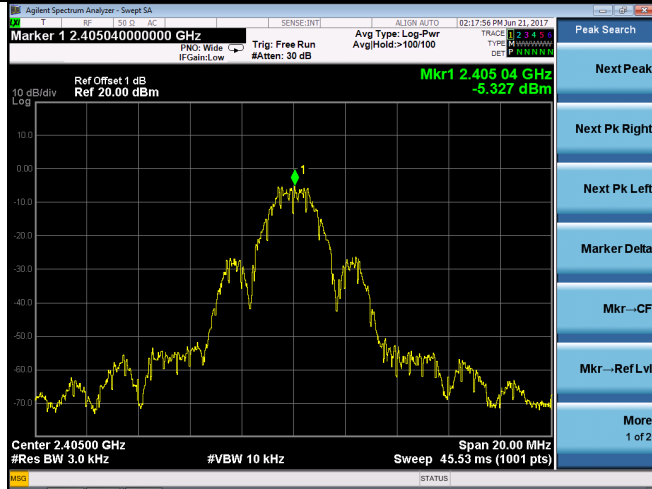 Agilent Spectrum Analyzer - Swept SA
T RF 50 Ω AC SENSE:INT ALIGN AUTO 02:17:56 PM Jun 21, 2017
Marker 1 2.405040000000 GHz
PNO: Wide
IFGain:Low
Trig: Free Run
#Atten: 30 dB
Avg Type: Log-Pwr
Avg|Hold:>100/100
TRACE 1 2 3 4 5 6
TYPE M W W W W W
DET P N N N N N
Peak Search
Mkr1 2.405 04 GHz
-5.327 dBm
Ref Offset 1 dB
10 dB/div Ref 20.00 dBm
Log
10.0
0.00
-10.0
-20.0
-30.0
-40.0
-50.0
-60.0
-70.0
1
Center 2.40500 GHz Span 20.00 MHz
#Res BW 3.0 kHz #VBW 10 kHz Sweep 45.53 ms (1001 pts)
MSG STATUS
Next Peak
Next Pk Right
Next Pk Left
Marker Delta
Mkr→CF
Mkr→Ref Lvl
More
1 of 2